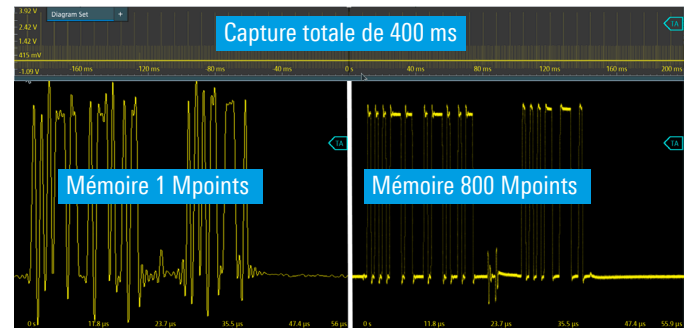 3.92 V
Diagram Set +
2.42 V
1.42 V
Capture totale de 400 ms
1A
415 mV
-1.09 V
-160 ms -120 ms -80 ms -40 ms 0 s 40 ms 80 ms 120 ms 160 ms 200 ms
1A 1A
Mémoire 1 Mpoints Mémoire 800 Mpoints
0 s 11.8 µs 23.7 µs 35.5 µs 47.4 µs 56 µs 0 s 11.8 µs 23.7 µs 35.5 µs 47.4 µs 55.9 µs